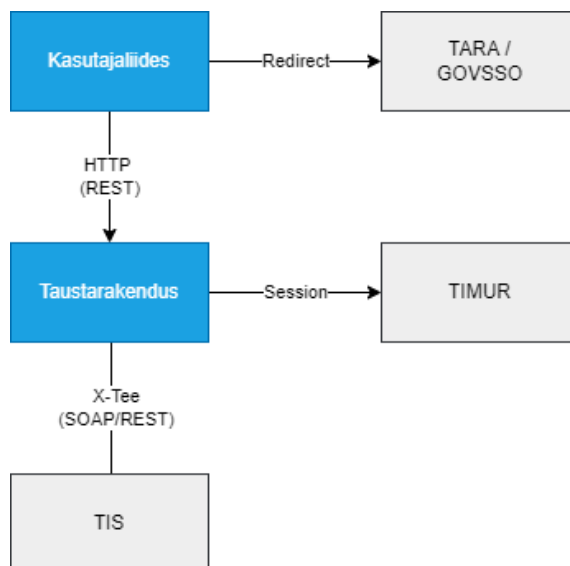 Kasutajaliides
Redirect
TARA /
GOVSSO
HTTP
(REST)
Taustarakendus
Session
TIMUR
X-Tee
(SOAP/REST)
TIS